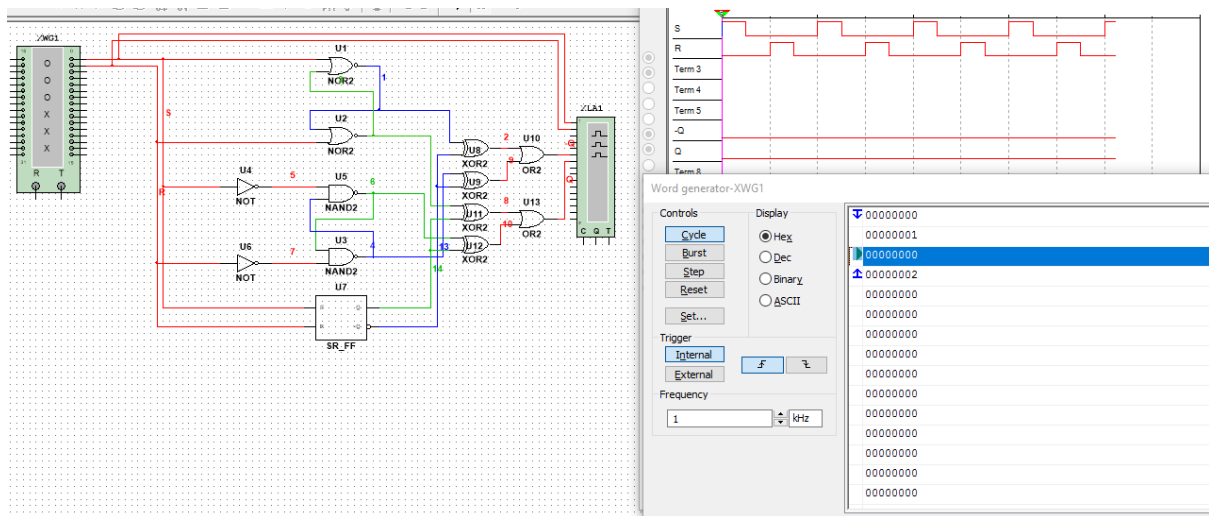 XWG1
O
O
O
X
X
X
R T
S
R
U1
NOR2
1
U2
NOR2
U4
NOT
5
U5
NAND2
6
U6
NOT
7
U3
NAND2
4
U7
S Q
R ~Q
SR_FF
U8
XOR2
U9
XOR2
U11
XOR2
U12
XOR2
2
9
8
10
13
14
U10
OR2
U13
OR2
XLA1
-Q
Q
C Q T
S
R
Term 3
Term 4
Term 5
-Q
Q
Term 8
Word generator-XWG1
Controls
Cycle
Burst
Step
Reset
Set...
Display
Hex
Dec
Binary
ASCII
Trigger
Internal
External
Frequency
1 kHz
00000000
00000001
00000000
00000002
00000000
00000000
00000000
00000000
00000000
00000000
00000000
00000000
00000000
00000000
00000000